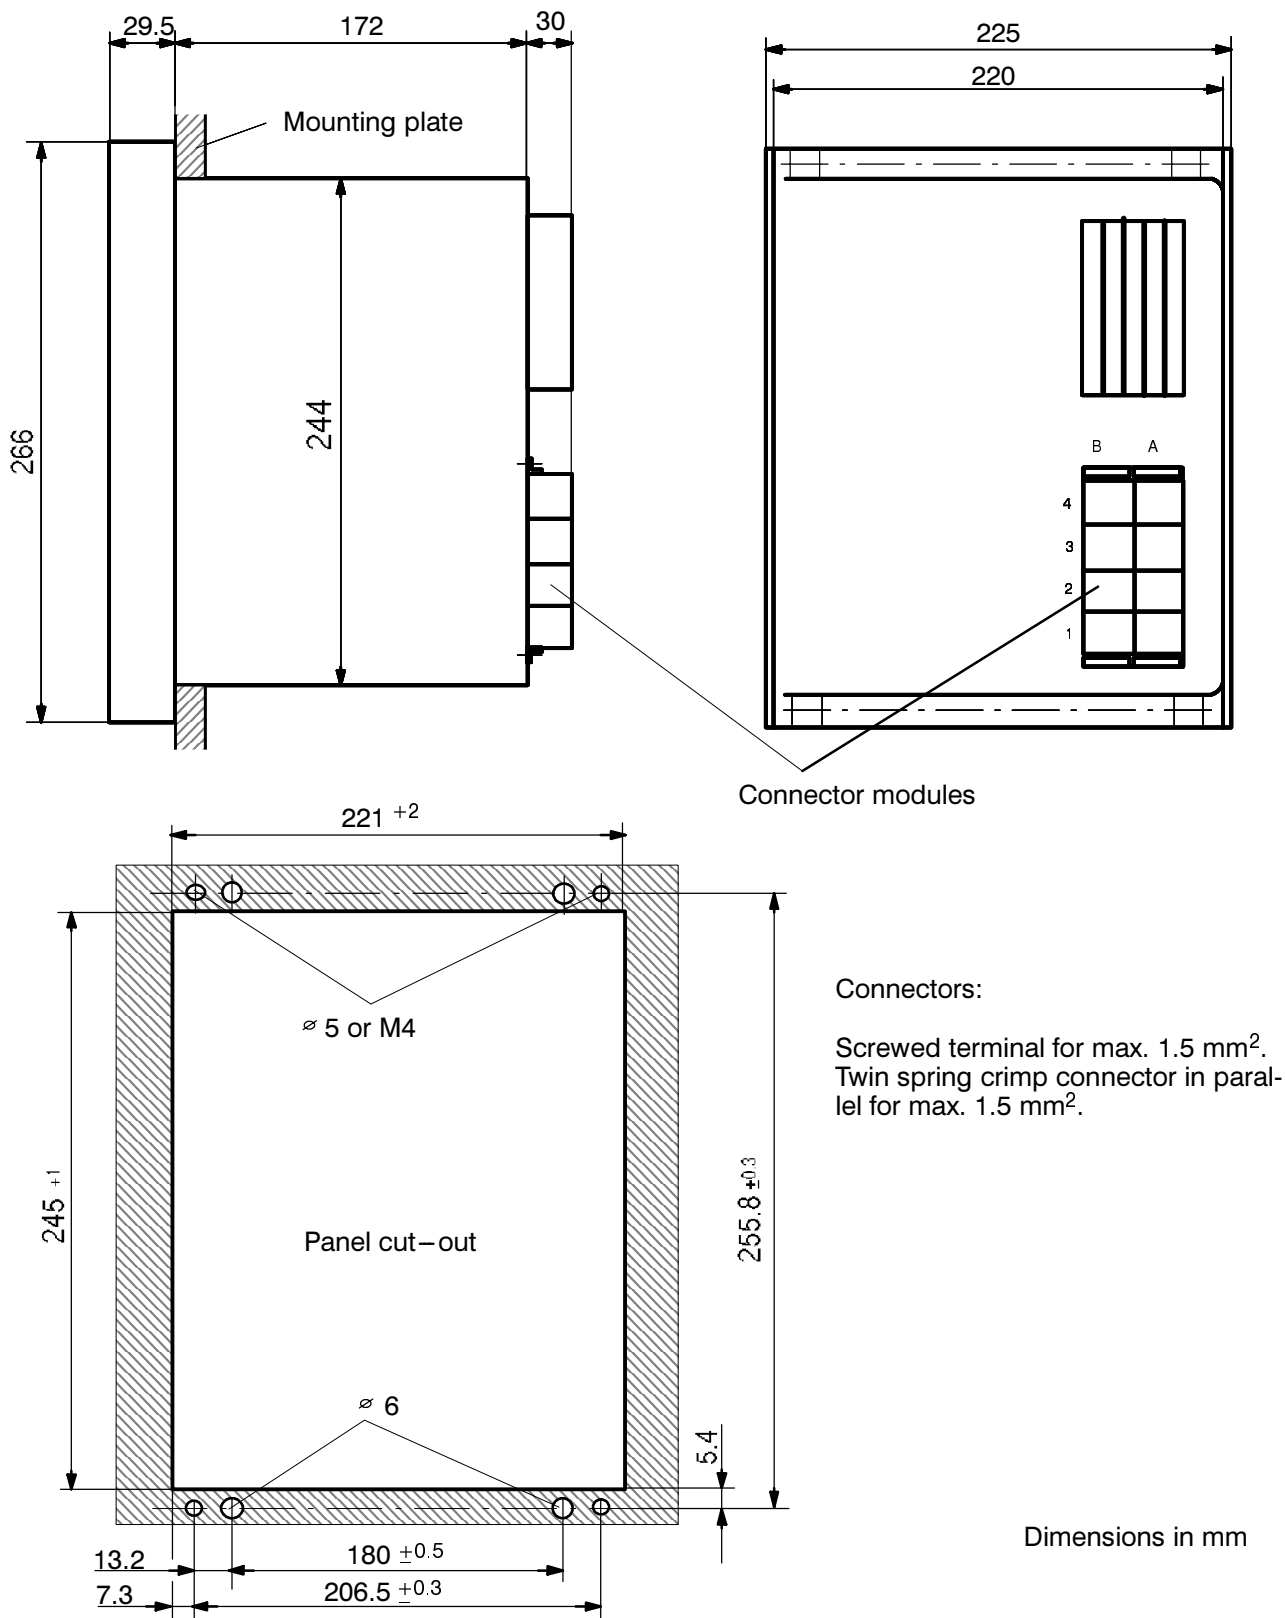 29.5
172
30
225
220
Mounting plate
266
244
B
A
4
3
2
1
Connector modules
221 +2
⌀ 5 or M4
Connectors:
Screwed terminal for max. 1.5 mm².
Twin spring crimp connector in paral-
lel for max. 1.5 mm².
245 +1
255.8 ±0.3
Panel cut–out
⌀ 6
5.4
Dimensions in mm
13.2
180 ±0.5
7.3
206.5 ±0.3